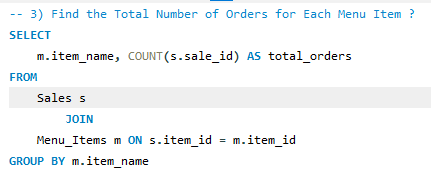 -- 3) Find the Total Number of Orders for Each Menu Item ?
SELECT
    m.item_name, COUNT(s.sale_id) AS total_orders
FROM
    Sales s
        JOIN
    Menu_Items m ON s.item_id = m.item_id
GROUP BY m.item_name